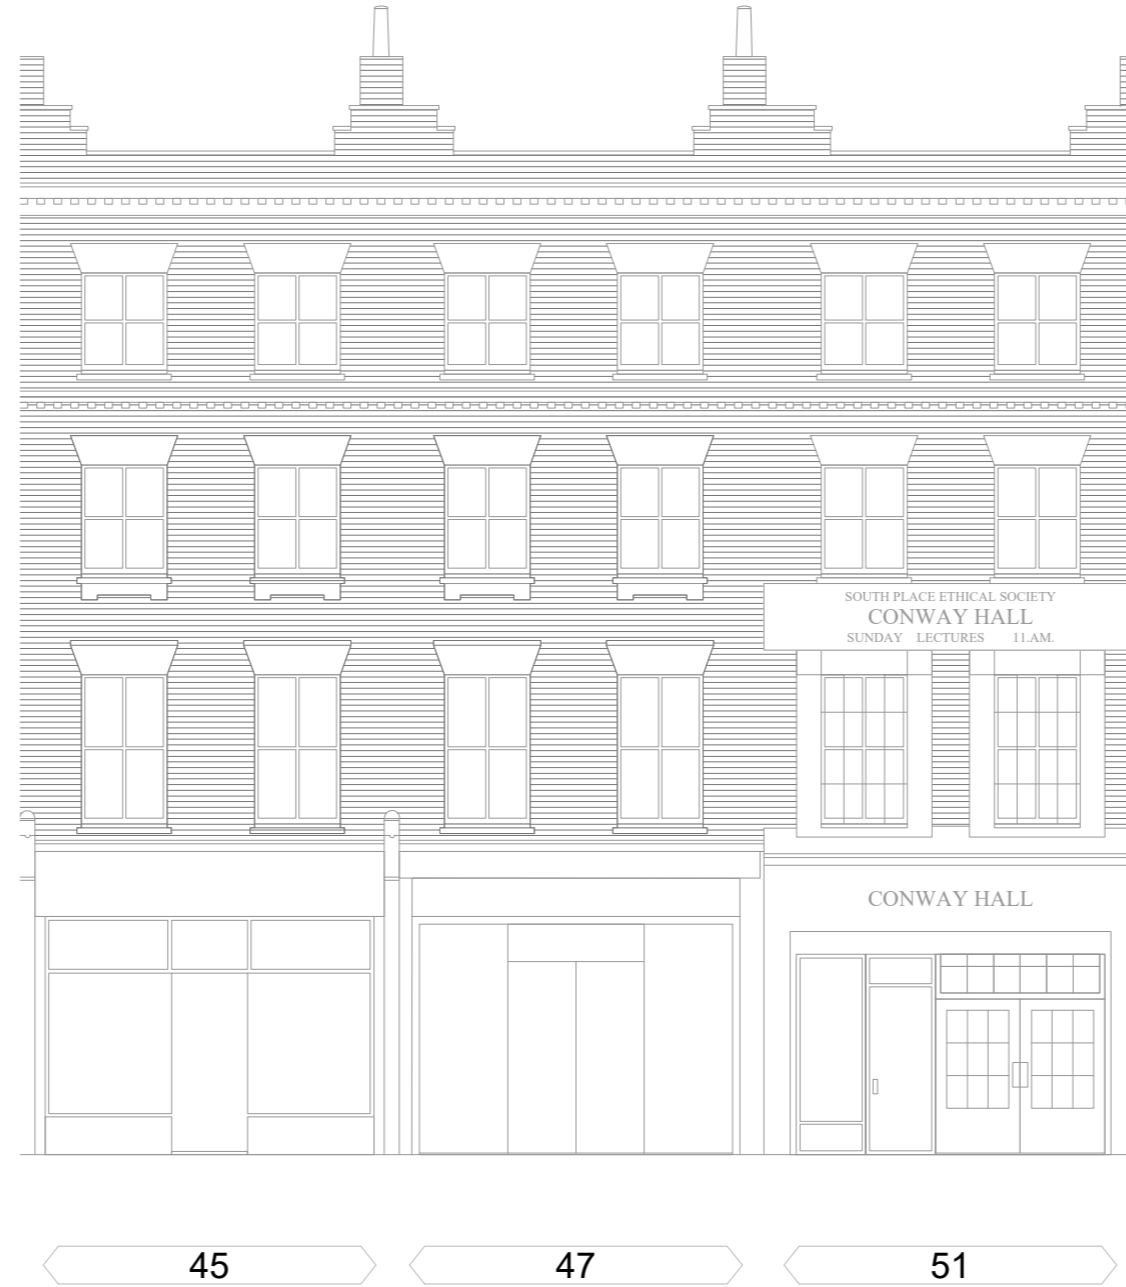 SOUTH PLACE ETHICAL SOCIETY
CONWAY HALL
SUNDAY LECTURES 11.AM.
CONWAY HALL
45 47 51